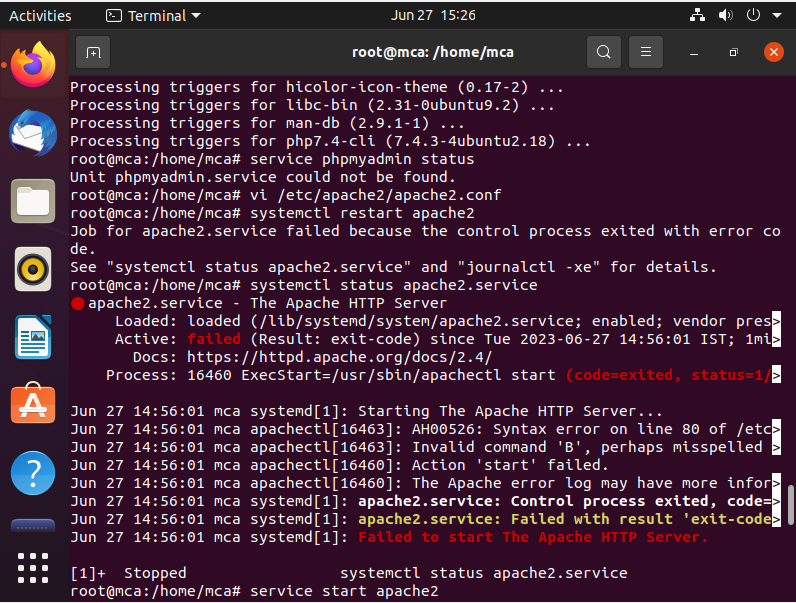 Activities
Terminal
Jun 27 15:26
root@mca: /home/mca
Processing triggers for hicolor-icon-theme (0.17-2) ...
Processing triggers for libc-bin (2.31-0ubuntu9.2) ...
Processing triggers for man-db (2.9.1-1) ...
Processing triggers for php7.4-cli (7.4.3-4ubuntu2.18) ...
root@mca:/home/mca# service phpmyadmin status
Unit phpmyadmin.service could not be found.
root@mca:/home/mca# vi /etc/apache2/apache2.conf
root@mca:/home/mca# systemctl restart apache2
Job for apache2.service failed because the control process exited with error co
de.
See "systemctl status apache2.service" and "journalctl -xe" for details.
root@mca:/home/mca# systemctl status apache2.service
apache2.service - The Apache HTTP Server
Loaded: loaded (/lib/systemd/system/apache2.service; enabled; vendor pres>
Active: failed (Result: exit-code) since Tue 2023-06-27 14:56:01 IST; 1mi>
Docs: https://httpd.apache.org/docs/2.4/
Process: 16460 ExecStart=/usr/sbin/apachectl start (code=exited, status=1/>
Jun 27 14:56:01 mca systemd[1]: Starting The Apache HTTP Server...
Jun 27 14:56:01 mca apachectl[16463]: AH00526: Syntax error on line 80 of /etc>
Jun 27 14:56:01 mca apachectl[16463]: Invalid command 'B', perhaps misspelled >
Jun 27 14:56:01 mca apachectl[16460]: Action 'start' failed.
Jun 27 14:56:01 mca apachectl[16460]: The Apache error log may have more infor>
Jun 27 14:56:01 mca systemd[1]: apache2.service: Control process exited, code=>
Jun 27 14:56:01 mca systemd[1]: apache2.service: Failed with result 'exit-code>
Jun 27 14:56:01 mca systemd[1]: Failed to start The Apache HTTP Server.
[1]+ Stopped systemctl status apache2.service
root@mca:/home/mca# service start apache2